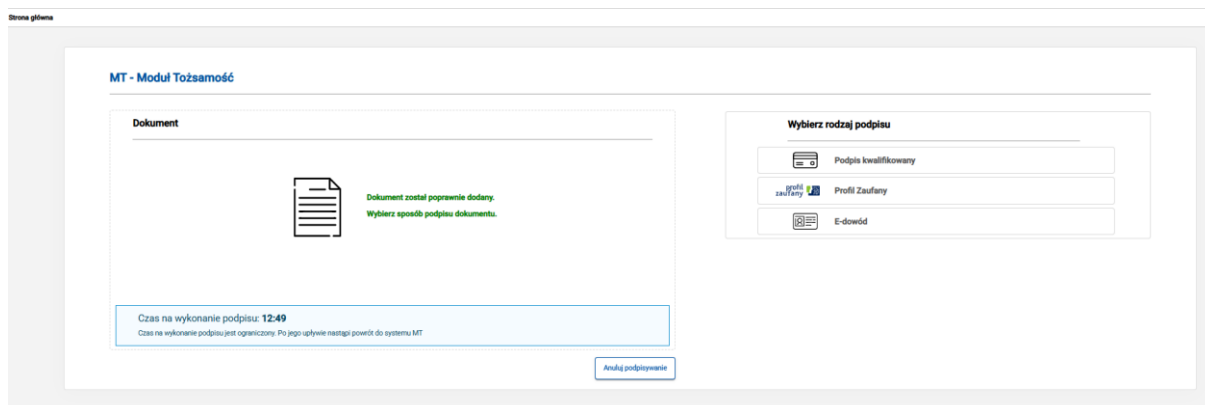 Strona główna
MT - Moduł Tożsamość
Dokument
Dokument został poprawnie dodany.
Wybierz sposób podpisu dokumentu.
Czas na wykonanie podpisu: 12:49
Czas na wykonanie podpisu jest ograniczony. Po jego upływie nastąpi powrót do systemu MT
Anuluj podpisywanie
Wybierz rodzaj podpisu
Podpis kwalifikowany
profil
zaufany
Profil Zaufany
E-dowód